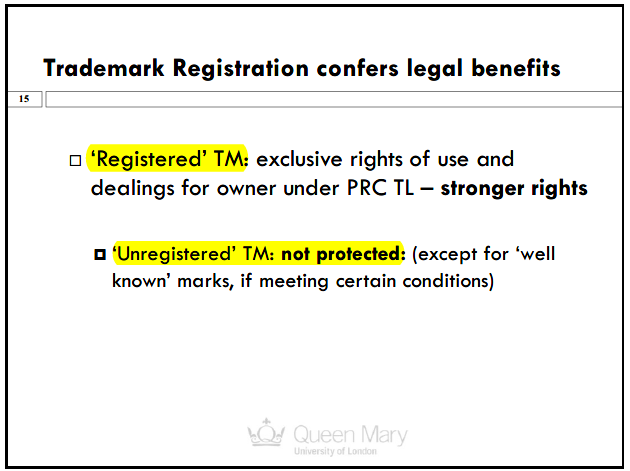 Trademark Registration confers legal benefits
15
‘Registered’ TM: exclusive rights of use and
dealings for owner under PRC TL – stronger rights
‘Unregistered’ TM: not protected: (except for ‘well
known’ marks, if meeting certain conditions)
Queen Mary
University of London